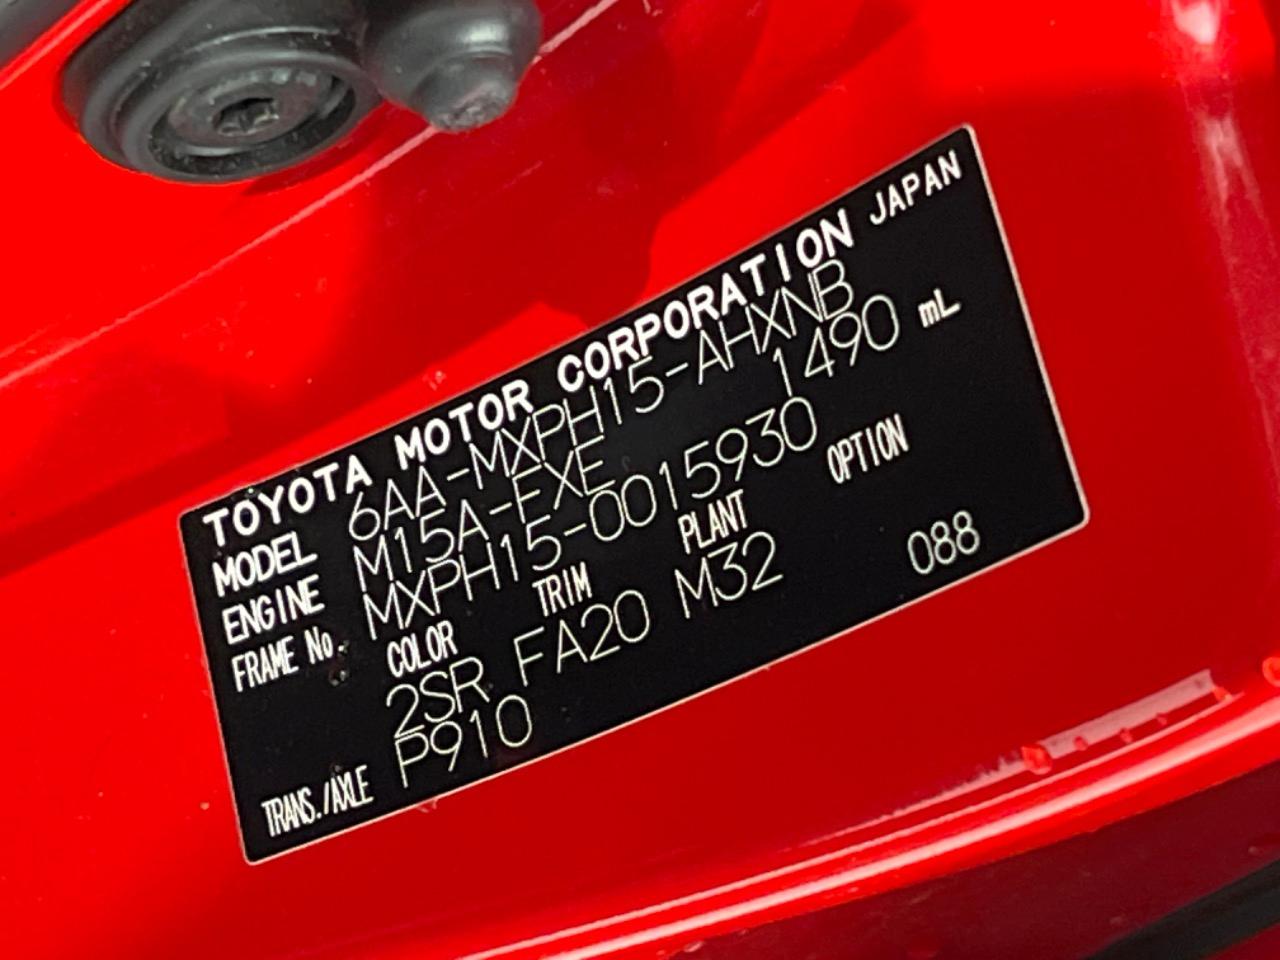 TOYOTA MOTOR CORPORATION JAPAN
MODEL 6AA-MXPH15-AHXNB
ENGINE M15A-FXE 1490 mL
FRAME No. MXPH15-0015930
COLOR TRIM PLANT OPTION
2SR FA20 M32 088
TRANS./AXLE P910